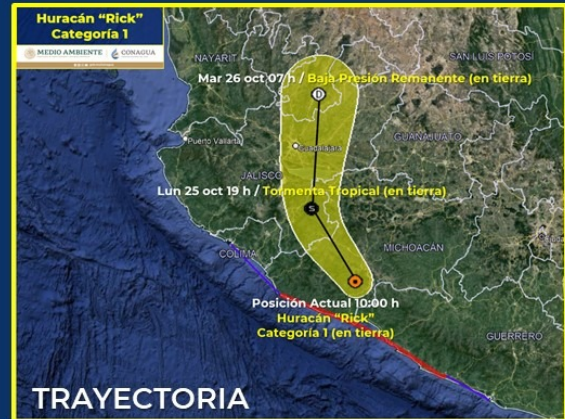 Huracán “Rick”
Categoría 1
MEDIO AMBIENTE
CONAGUA
NAYARIT
SAN LUIS POTOSÍ
Mar 26 oct 07 h / Baja Presión Remanente (en tierra)
D
Puerto Vallarta
Guadalajara
GUANAJUATO
JALISCO
Lun 25 oct 19 h / Tormenta Tropical (en tierra)
S
COLIMA
MICHOACÁN
Posición Actual 10:00 h
Huracán “Rick”
Categoría 1 (en tierra)
GUERRERO
TRAYECTORIA